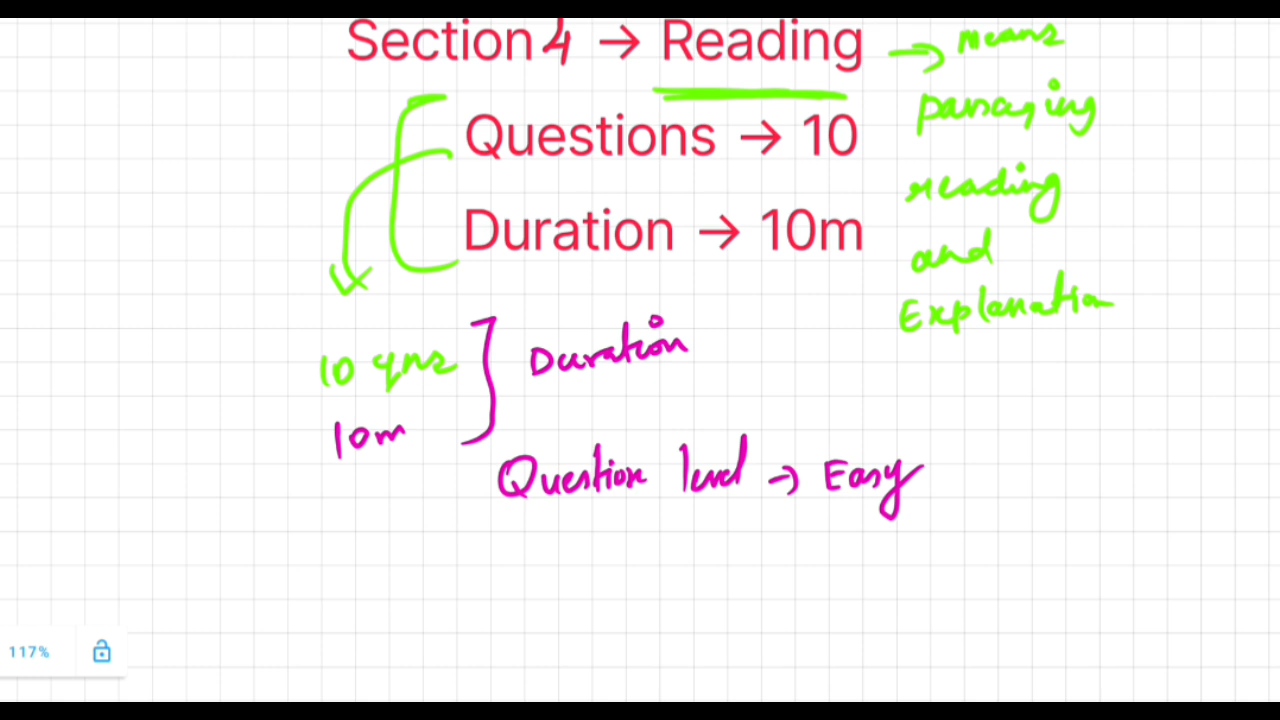 Section 4 → Reading → Means
Questions → 10
passaging
reading
Duration → 10m
and
Explanation
10 qns
Duration
10m
Question level → Easy
117%